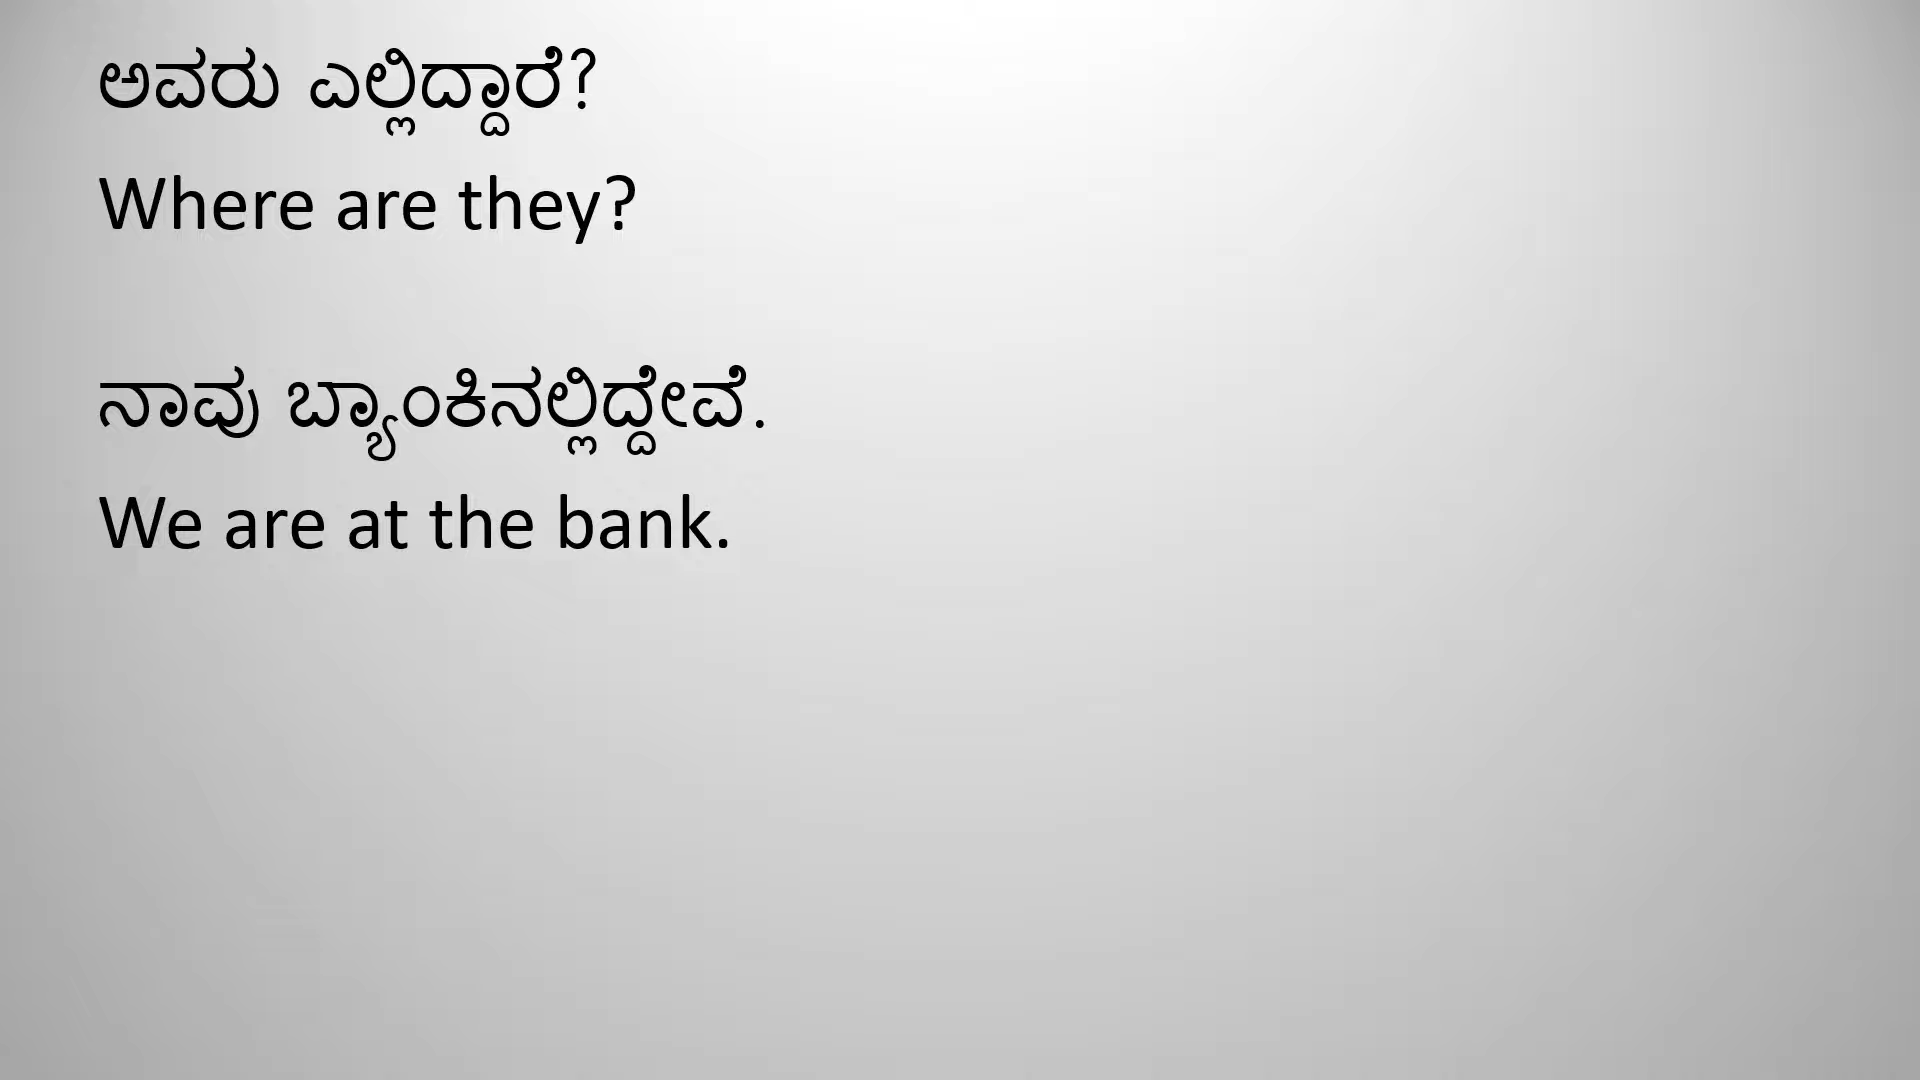 ಅವರು ಎಲ್ಲಿದ್ದಾರೆ?
Where are they?
ನಾವು ಬ್ಯಾಂಕಿನಲ್ಲಿದ್ದೇವೆ.
We are at the bank.